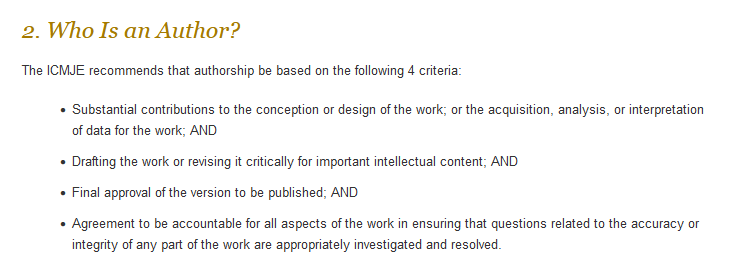 2. Who Is an Author?
The ICMJE recommends that authorship be based on the following 4 criteria:
• Substantial contributions to the conception or design of the work; or the acquisition, analysis, or interpretation
of data for the work; AND
• Drafting the work or revising it critically for important intellectual content; AND
• Final approval of the version to be published; AND
• Agreement to be accountable for all aspects of the work in ensuring that questions related to the accuracy or
integrity of any part of the work are appropriately investigated and resolved.